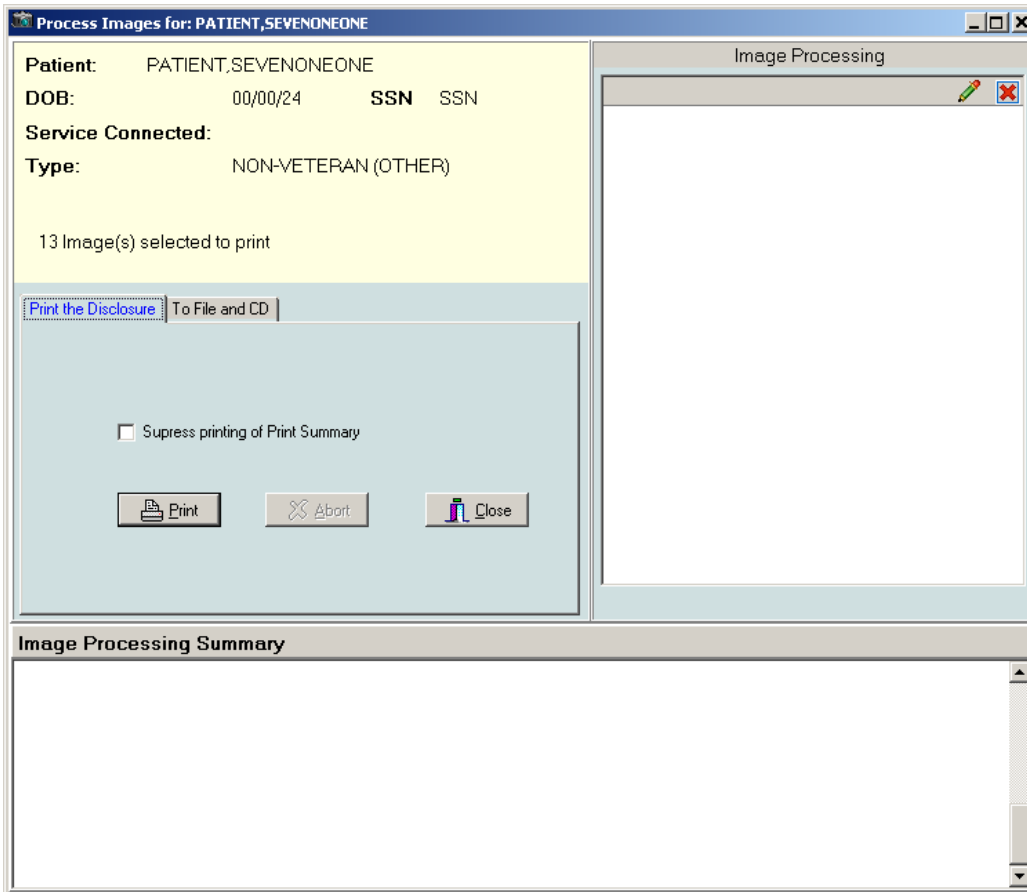 Process Images for: PATIENT,SEVENONEONE
Patient: PATIENT,SEVENONEONE
DOB: 00/00/24 SSN SSN
Service Connected:
Type: NON-VETERAN (OTHER)
13 Image(s) selected to print
Print the Disclosure To File and CD
Supress printing of Print Summary
Print Abort Close
Image Processing
Image Processing Summary